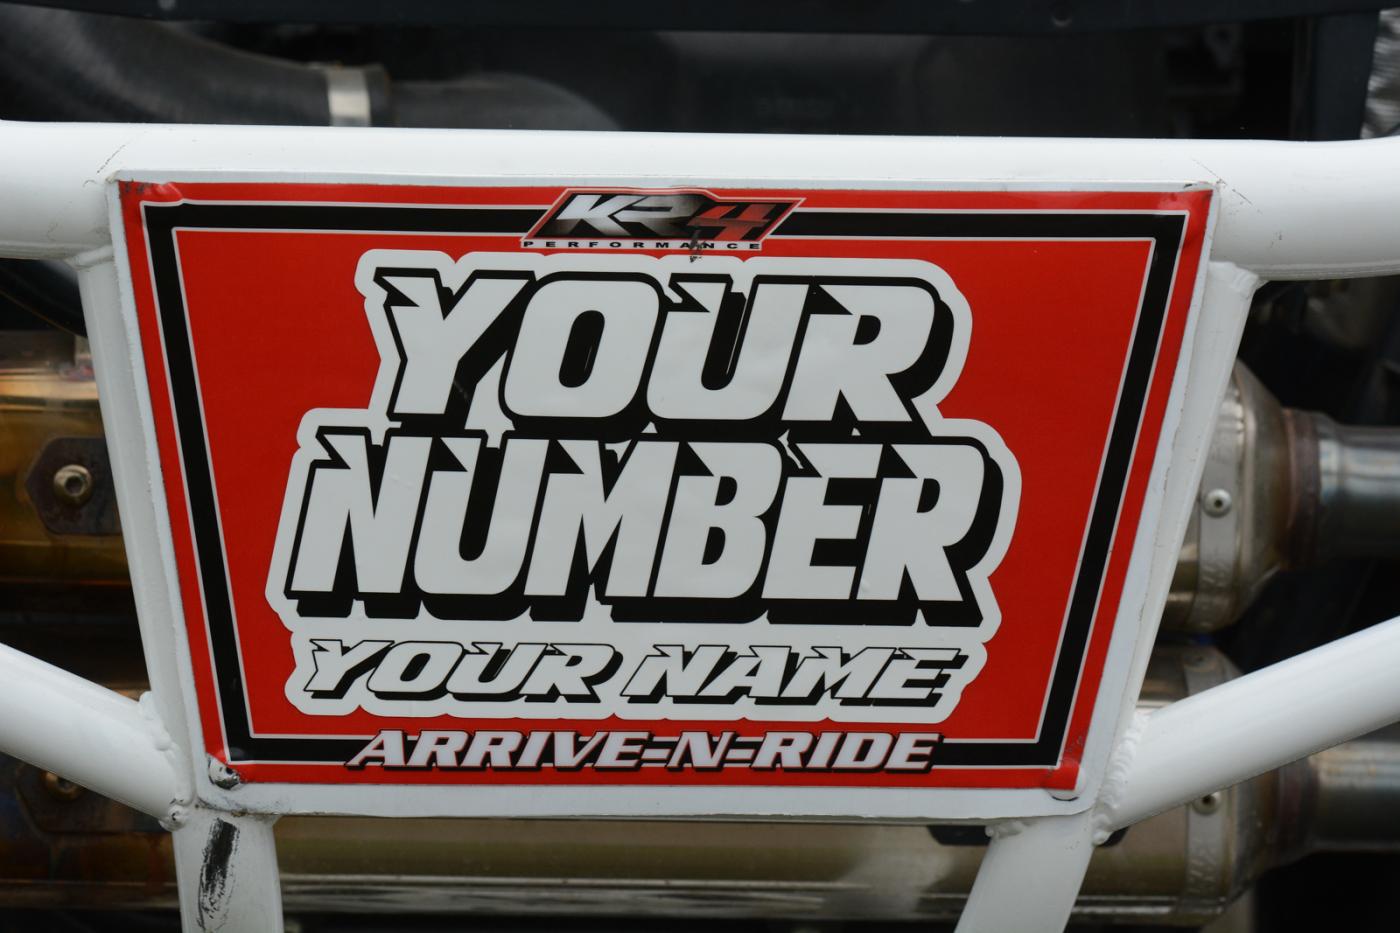 KR4
PERFORMANCE
YOUR
NUMBER
YOUR NAME
ARRIVE-N-RIDE